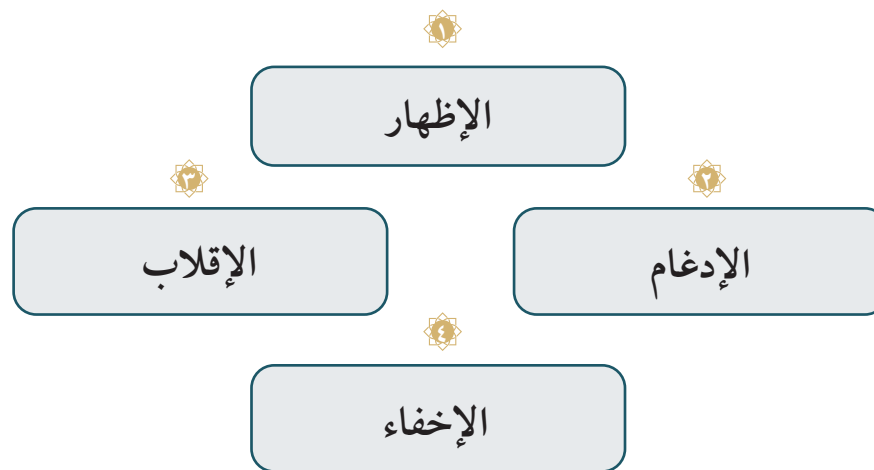 ١
الإظهار
٢
الإدغام
٣
الإقلاب
٤
الإخفاء